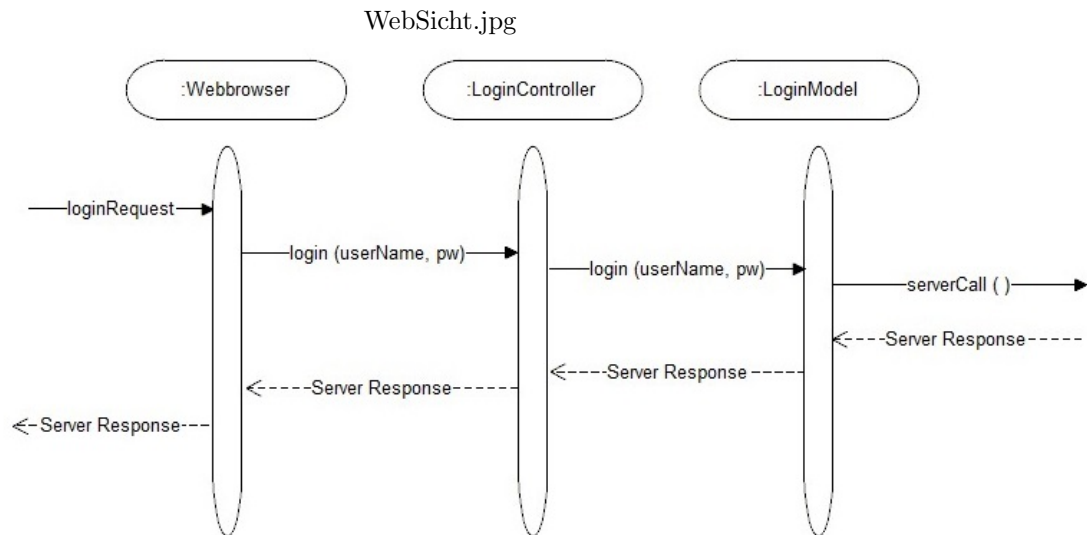 WebSicht.jpg
:Webbrowser
:LoginController
:LoginModel
loginRequest
login (userName, pw)
login (userName, pw)
serverCall ( )
Server Response
Server Response
Server Response
Server Response